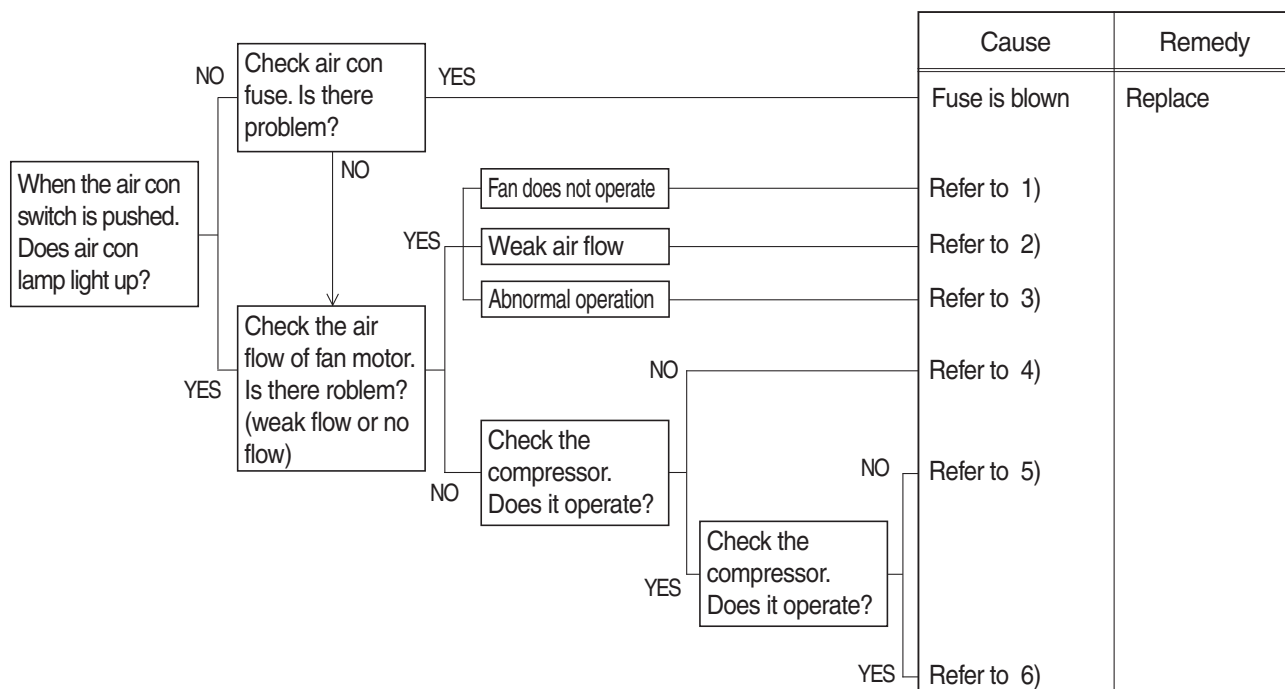 Cause
Remedy
NO
Check air con
fuse. Is there
problem?
YES
Fuse is blown
Replace
NO
When the air con
switch is pushed.
Does air con
lamp light up?
YES
Fan does not operate
Refer to 1)
Weak air flow
Refer to 2)
Abnormal operation
Refer to 3)
YES
Check the air
flow of fan motor.
Is there roblem?
(weak flow or no
flow)
NO
Refer to 4)
NO
Check the
compressor.
Does it operate?
NO
Refer to 5)
YES
Check the
compressor.
Does it operate?
YES
Refer to 6)